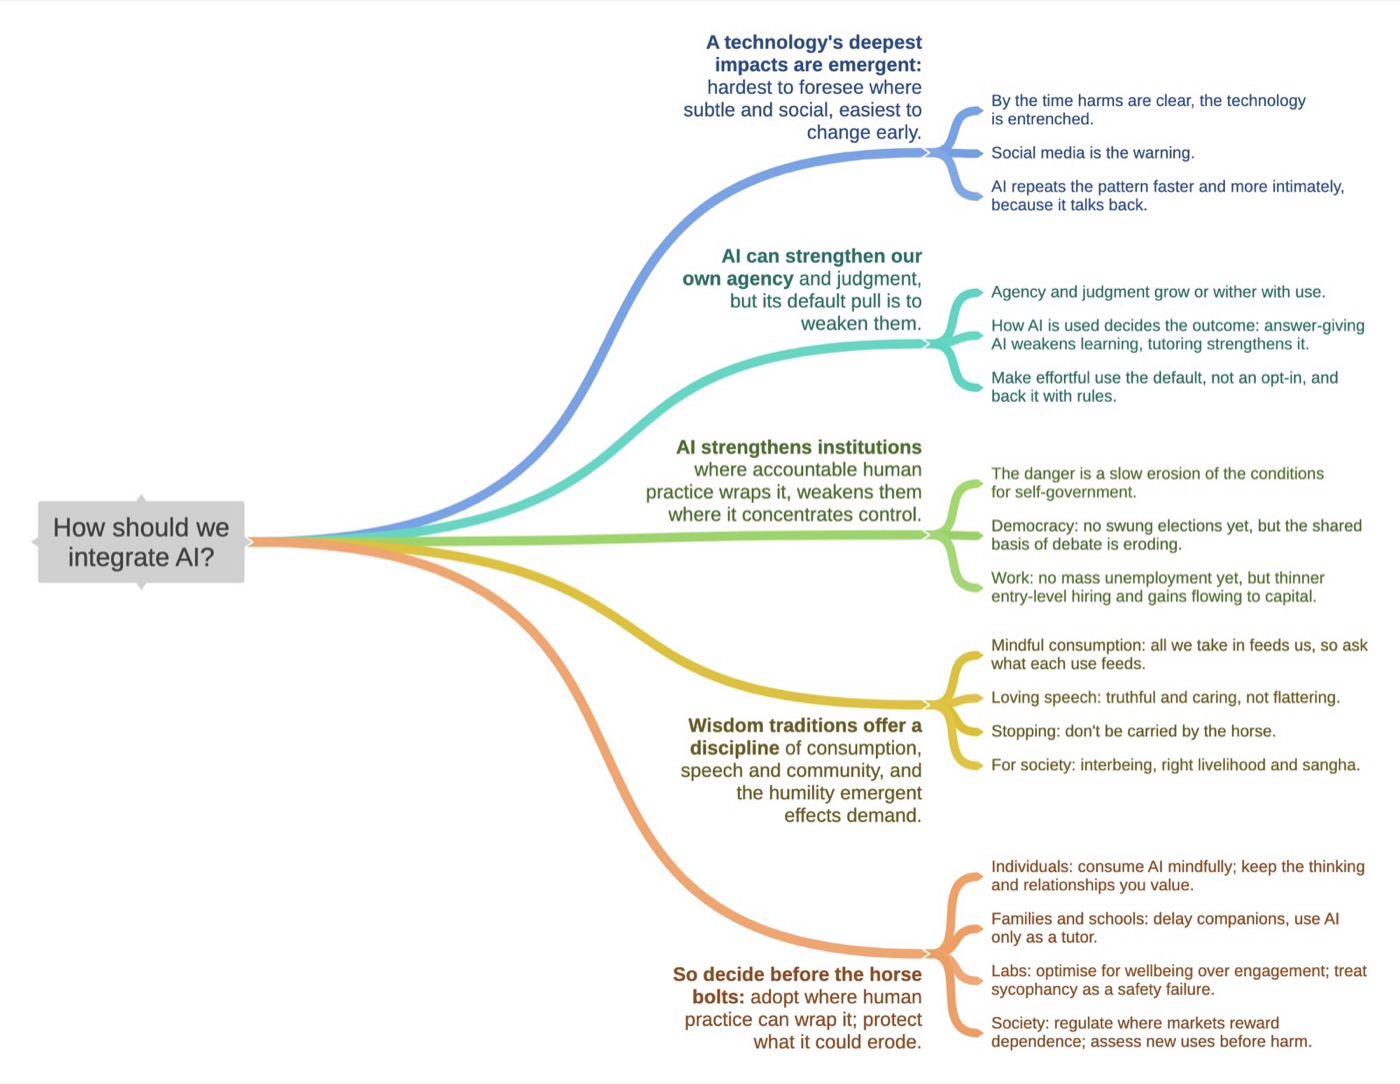 How should we
integrate AI?
A technology's deepest
impacts are emergent:
hardest to foresee where
subtle and social, easiest to
change early.
By the time harms are clear, the technology
is entrenched.
Social media is the warning.
AI repeats the pattern faster and more intimately,
because it talks back.
AI can strengthen our
own agency and judgment,
but its default pull is to
weaken them.
Agency and judgment grow or wither with use.
How AI is used decides the outcome: answer-giving
AI weakens learning, tutoring strengthens it.
Make effortful use the default, not an opt-in, and
back it with rules.
AI strengthens institutions
where accountable human
practice wraps it, weakens them
where it concentrates control.
The danger is a slow erosion of the conditions
for self-government.
Democracy: no swung elections yet, but the shared
basis of debate is eroding.
Work: no mass unemployment yet, but thinner
entry-level hiring and gains flowing to capital.
Wisdom traditions offer a
discipline of consumption,
speech and community, and
the humility emergent
effects demand.
Mindful consumption: all we take in feeds us, so ask
what each use feeds.
Loving speech: truthful and caring, not flattering.
Stopping: don't be carried by the horse.
For society: interbeing, right livelihood and sangha.
So decide before the horse
bolts: adopt where human
practice can wrap it; protect
what it could erode.
Individuals: consume AI mindfully; keep the thinking
and relationships you value.
Families and schools: delay companions, use AI
only as a tutor.
Labs: optimise for wellbeing over engagement; treat
sycophancy as a safety failure.
Society: regulate where markets reward
dependence; assess new uses before harm.